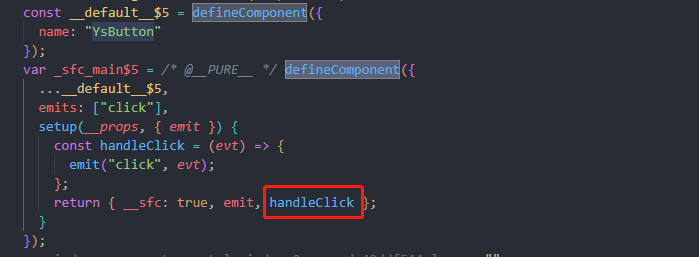 const __default__$5 = defineComponent({
  name: "YsButton"
});
var _sfc_main$5 = /* @__PURE__ */ defineComponent({
  ...__default__$5,
  emits: ["click"],
  setup(__props, { emit }) {
    const handleClick = (evt) => {
      emit("click", evt);
    };
    return { __sfc: true, emit, handleClick };
  }
});